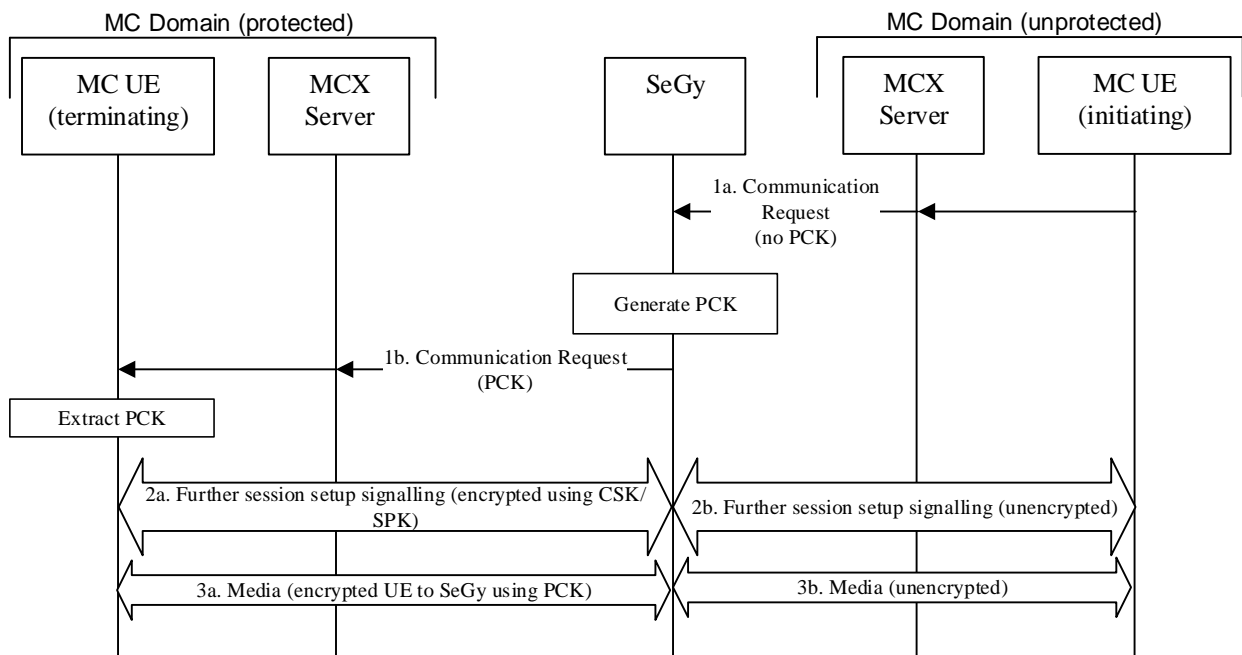 MC Domain (protected)
MC Domain (unprotected)
MC UE
(terminating)
MCX
Server
SeGy
MCX
Server
MC UE
(initiating)
1a. Communication
Request
(no PCK)
Generate PCK
1b. Communication Request
(PCK)
Extract PCK
2a. Further session setup signalling (encrypted using CSK/
SPK)
2b. Further session setup signalling (unencrypted)
3a. Media (encrypted UE to SeGy using PCK)
3b. Media (unencrypted)